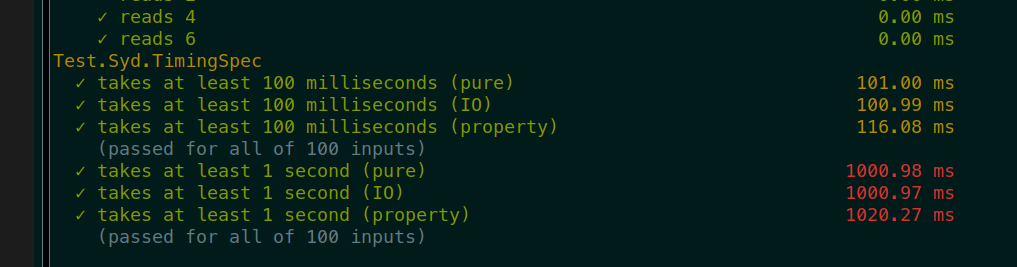 ✓ reads 4 0.00 ms
✓ reads 6 0.00 ms
Test.Syd.TimingSpec
✓ takes at least 100 milliseconds (pure) 101.00 ms
✓ takes at least 100 milliseconds (IO) 100.99 ms
✓ takes at least 100 milliseconds (property) 116.08 ms
(passed for all of 100 inputs)
✓ takes at least 1 second (pure) 1000.98 ms
✓ takes at least 1 second (IO) 1000.97 ms
✓ takes at least 1 second (property) 1020.27 ms
(passed for all of 100 inputs)